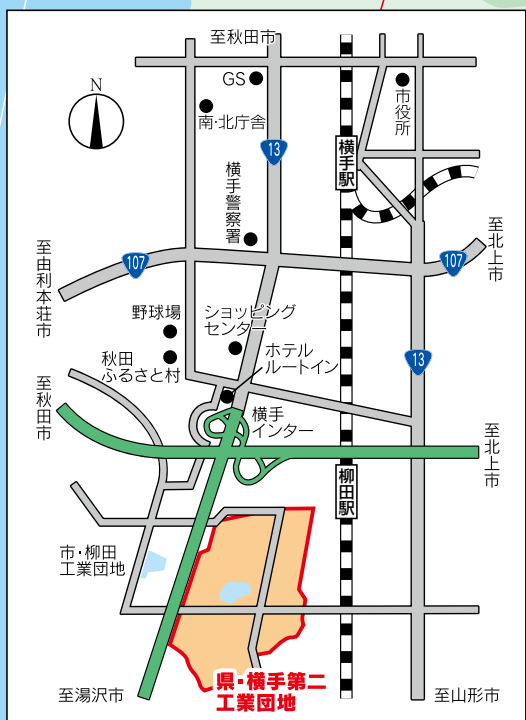 至秋田市
GS
市役所
N
南・北庁舎
13
横手駅
横手警察署
至北上市
至由利本荘市
107
107
野球場
ショッピング
センター
13
秋田
ふるさと村
ホテル
ルートイン
至秋田市
横手
インター
至北上市
柳田駅
市・柳田
工業団地
県・横手第二
工業団地
至湯沢市
至山形市